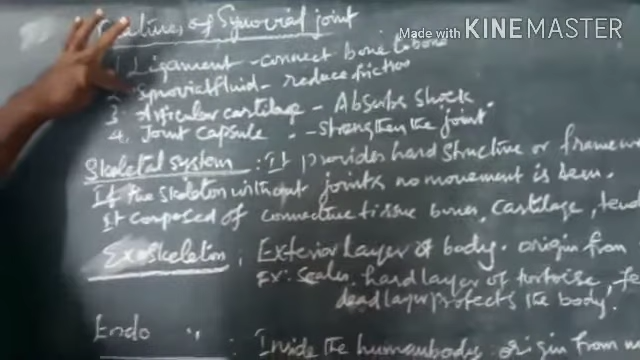 Made with KINEMASTER
Features of Synovial joint
1. Ligament - connect bone to bone
2. Synovial fluid - reduce friction
3. Articular cartilage - Absorbs Shock.
4. Joint capsule - strengthen the joint.
Skeletal system : It provides hard structure or framew
If the skeleton without joints no movement is seen.
It composed of connective tissue bones, cartilage, tend
Exoskeleton : Exterior Layer of body. origin from
Ex: Scales, hard layer of tortoise, fe
dead layer protects the body.
Endo " : Inside the human body origin from m